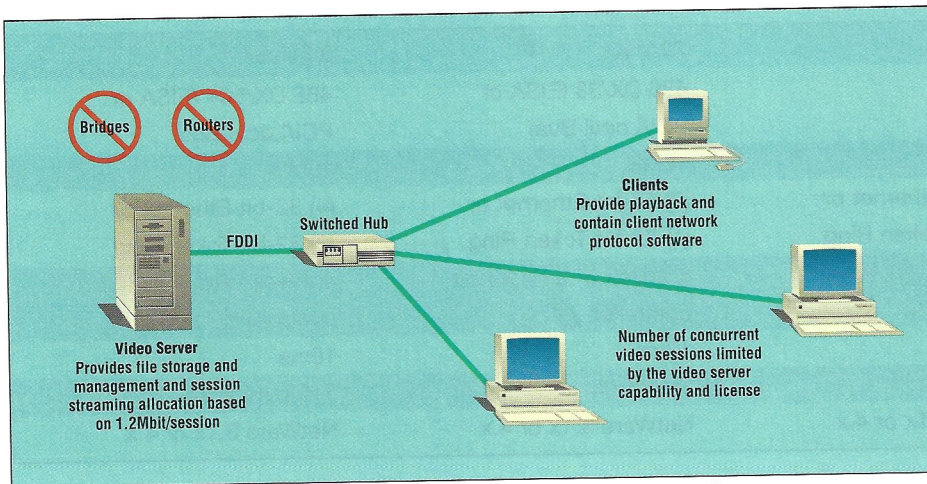 Bridges
Routers
Clients
Provide playback and
contain client network
protocol software
Switched Hub
FDDI
Video Server
Provides file storage and
management and session
streaming allocation based
on 1.2Mbit/session
Number of concurrent
video sessions limited
by the video server
capability and license